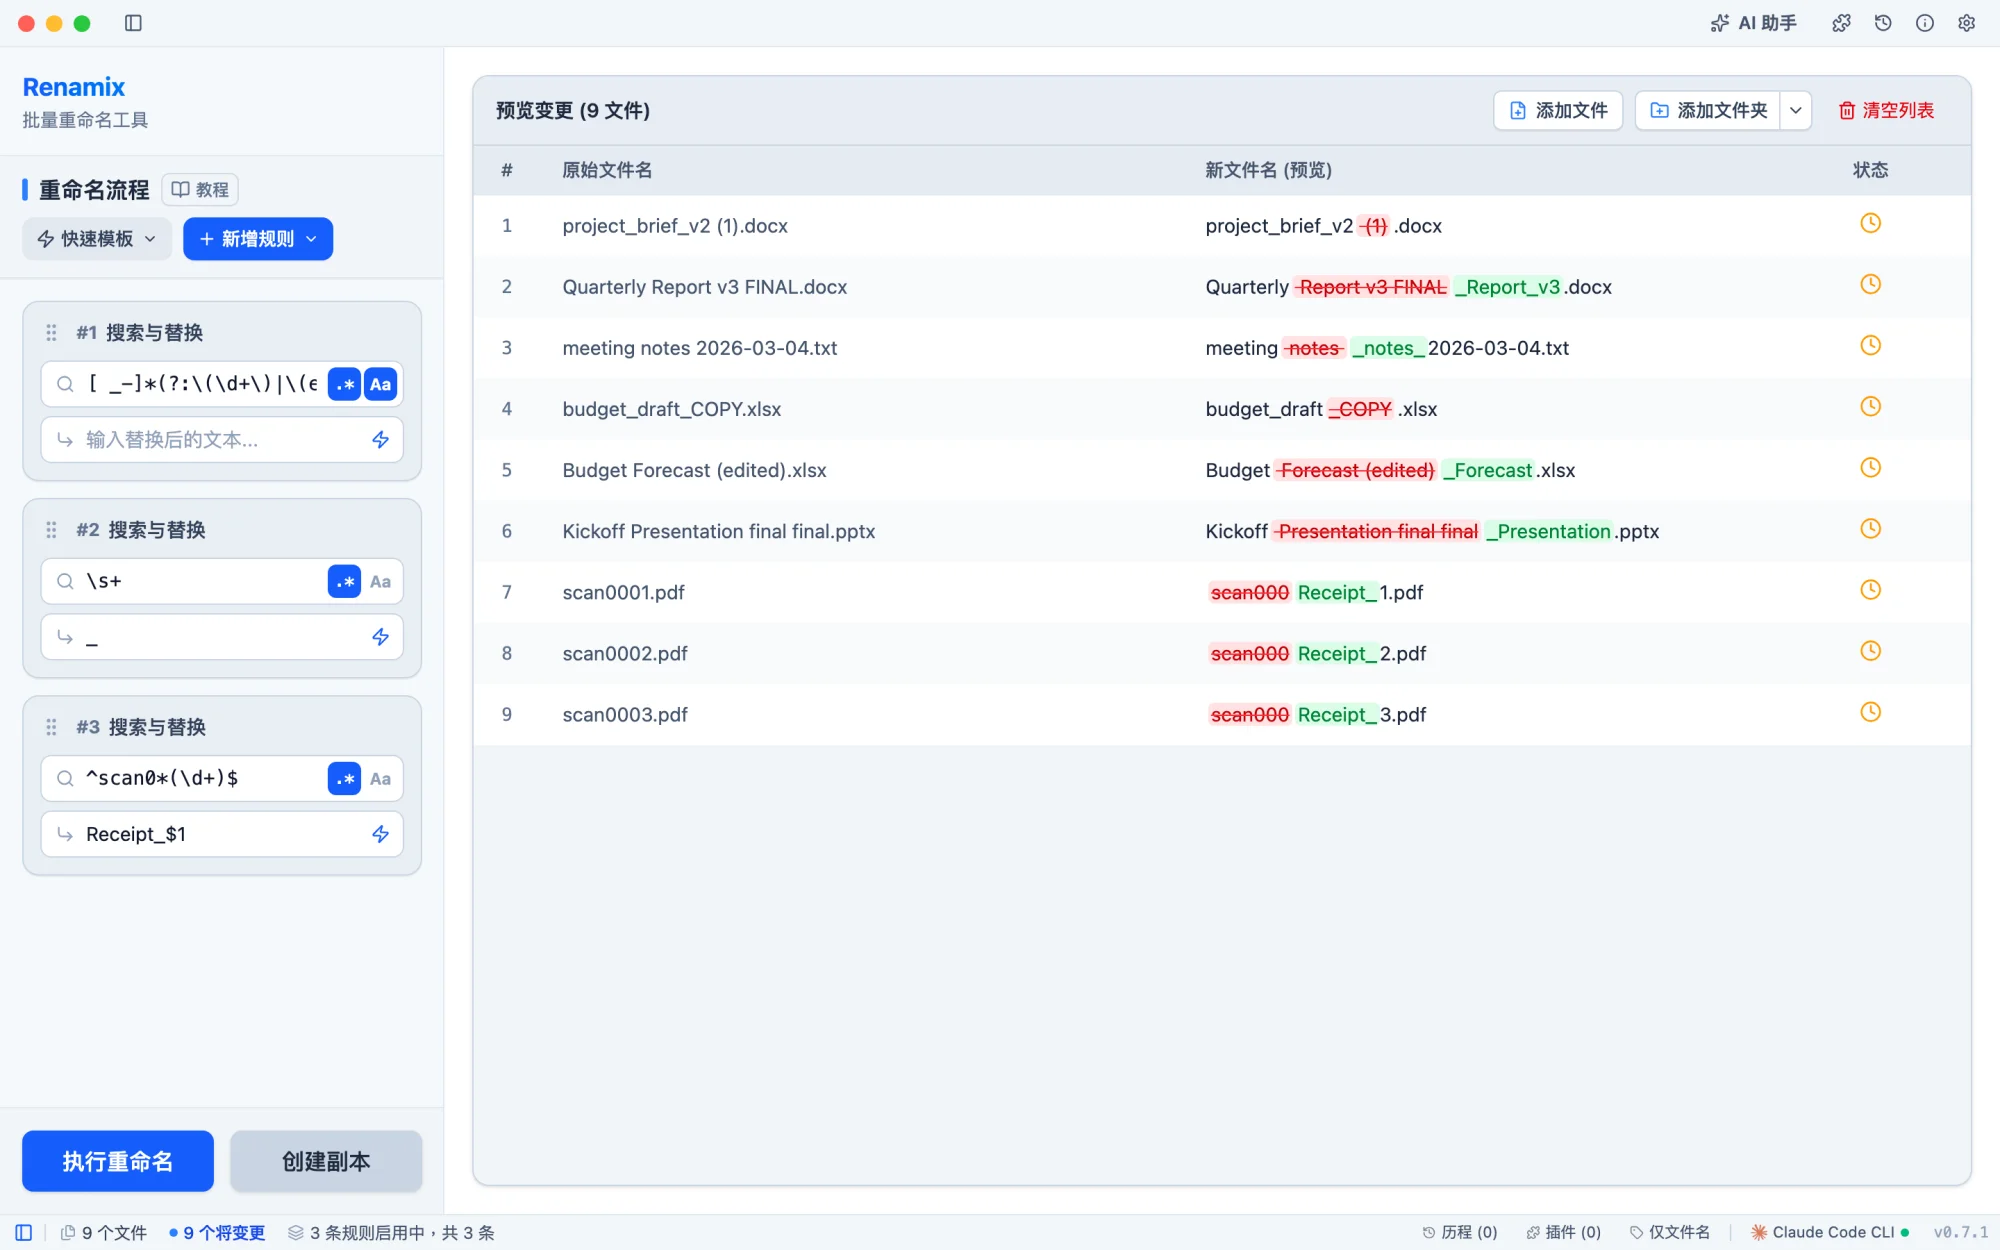 AI 助手
Renamix
批量重命名工具
重命名流程
教程
快速模板
新增规则
#1 搜索与替换
[ _-]*(?:\(\d+\)|\(
.*
Aa
输入替换后的文本...
#2 搜索与替换
\s+
.*
Aa
_
#3 搜索与替换
^scan0*(\d+)$
.*
Aa
Receipt_$1
执行重命名
创建副本
预览变更 (9 文件)
添加文件
添加文件夹
清空列表
# 原始文件名 新文件名 (预览) 状态
1 project_brief_v2 (1).docx project_brief_v2 (1) .docx
2 Quarterly Report v3 FINAL.docx Quarterly Report v3 FINAL _Report_v3.docx
3 meeting notes 2026-03-04.txt meeting notes _notes_2026-03-04.txt
4 budget_draft_COPY.xlsx budget_draft _COPY .xlsx
5 Budget Forecast (edited).xlsx Budget Forecast (edited) _Forecast.xlsx
6 Kickoff Presentation final final.pptx Kickoff Presentation final final _Presentation.pptx
7 scan0001.pdf scan000 Receipt_1.pdf
8 scan0002.pdf scan000 Receipt_2.pdf
9 scan0003.pdf scan000 Receipt_3.pdf
9 个文件
9 个将变更
3 条规则启用中，共 3 条
历程 (0)
插件 (0)
仅文件名
Claude Code CLI
v0.7.1